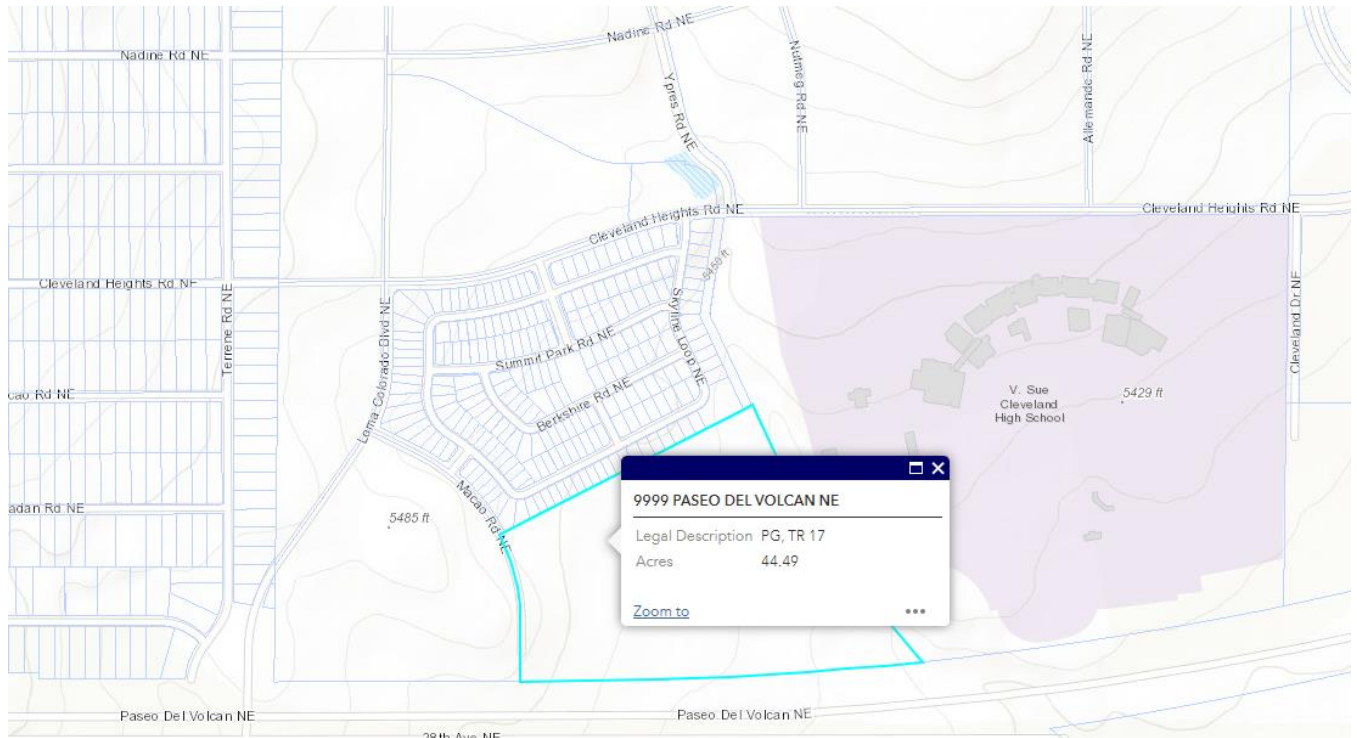 Nadine Rd NE
Nadine Rd NE
Ypres Rd NE
Nutmeg Rd NE
Allemande Rd NE
Cleveland Heights Rd NE
Cleveland Heights Rd NE
Cleveland Heights Rd NE
Terrene Rd NE
Loma Colorado Blvd NE
5450 ft
Skyline Loop NE
Summit Park Rd NE
Berkshire Rd NE
Cleveland Dr NE
V. Sue
Cleveland
High School
5429 ft
cao Rd NE
Macao Rd NE
adan Rd NE
5485 ft
9999 PASEO DEL VOLCAN NE
Legal Description PG, TR 17
Acres 44.49
Zoom to
Paseo Del Volcan NE
Paseo Del Volcan NE
28th Ave NE